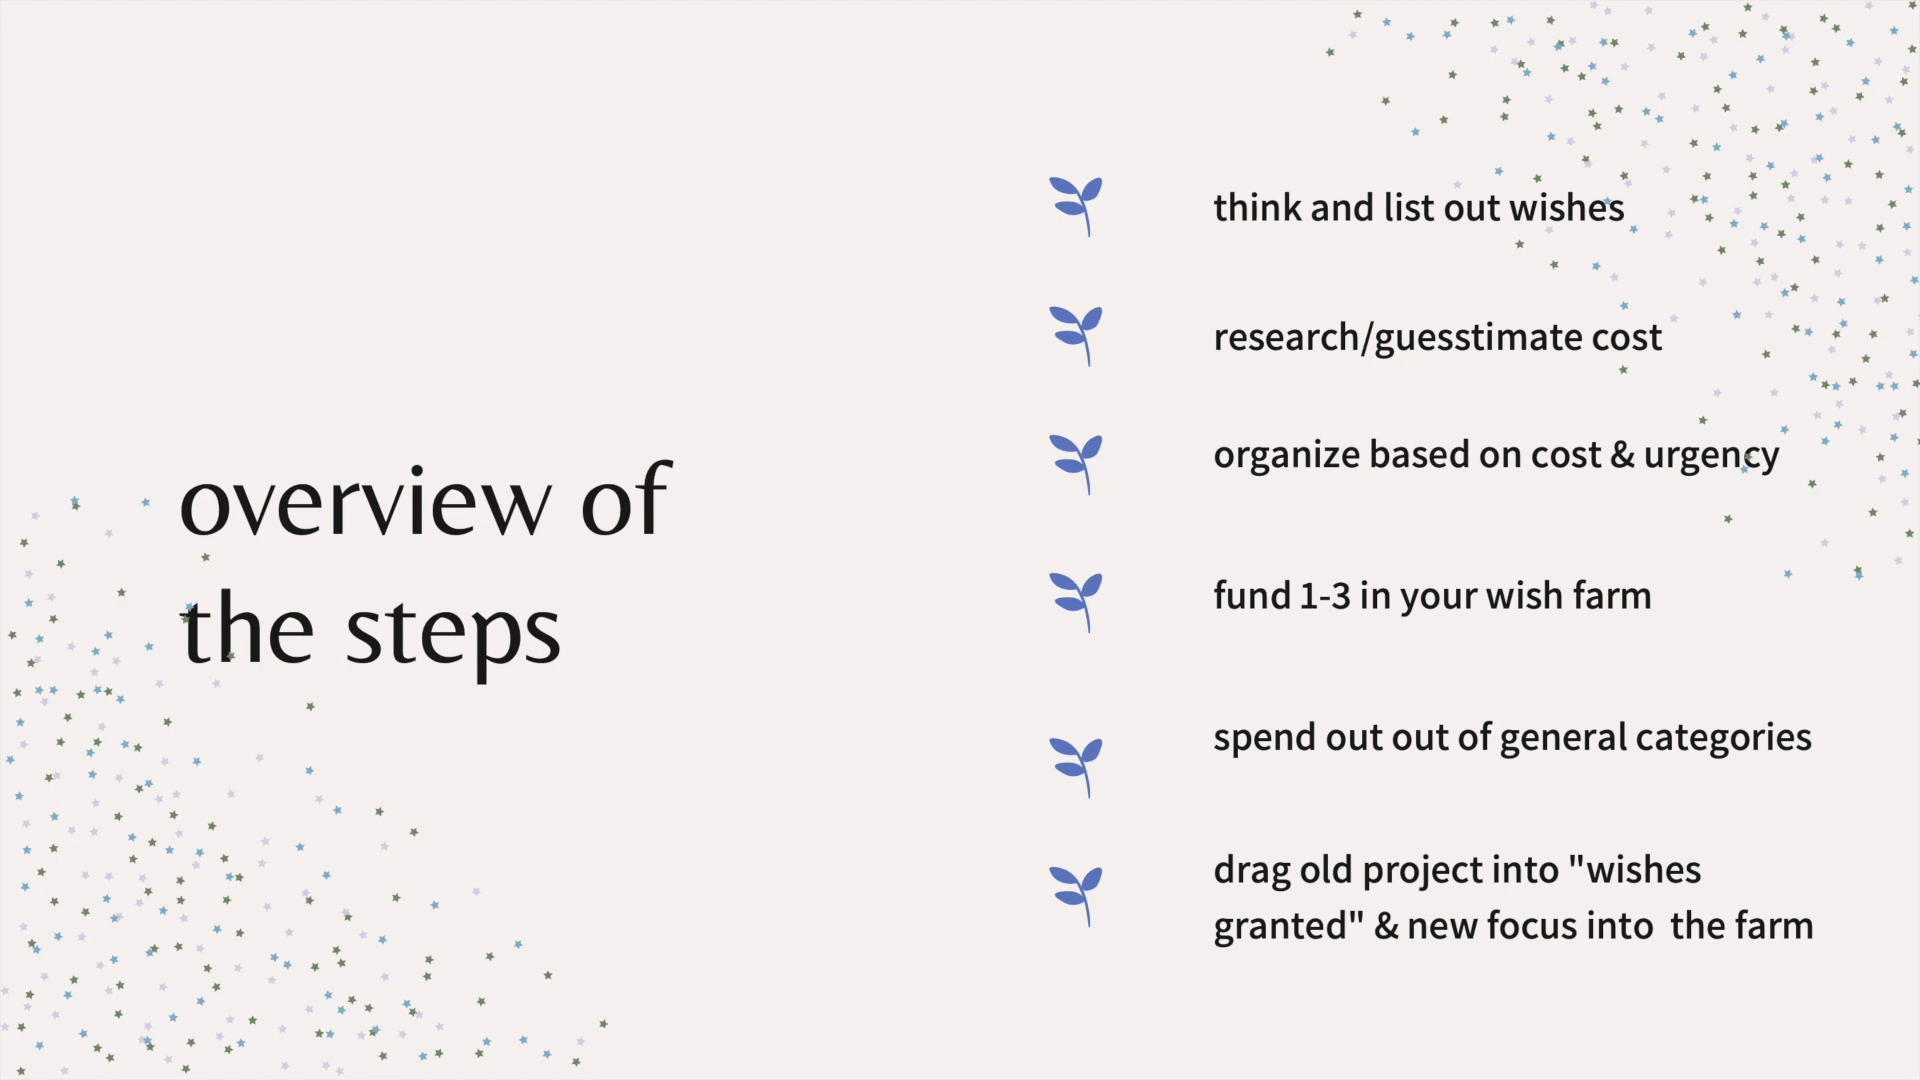 overview of
the steps
think and list out wishes
research/guesstimate cost
organize based on cost & urgency
fund 1-3 in your wish farm
spend out out of general categories
drag old project into "wishes
granted" & new focus into  the farm